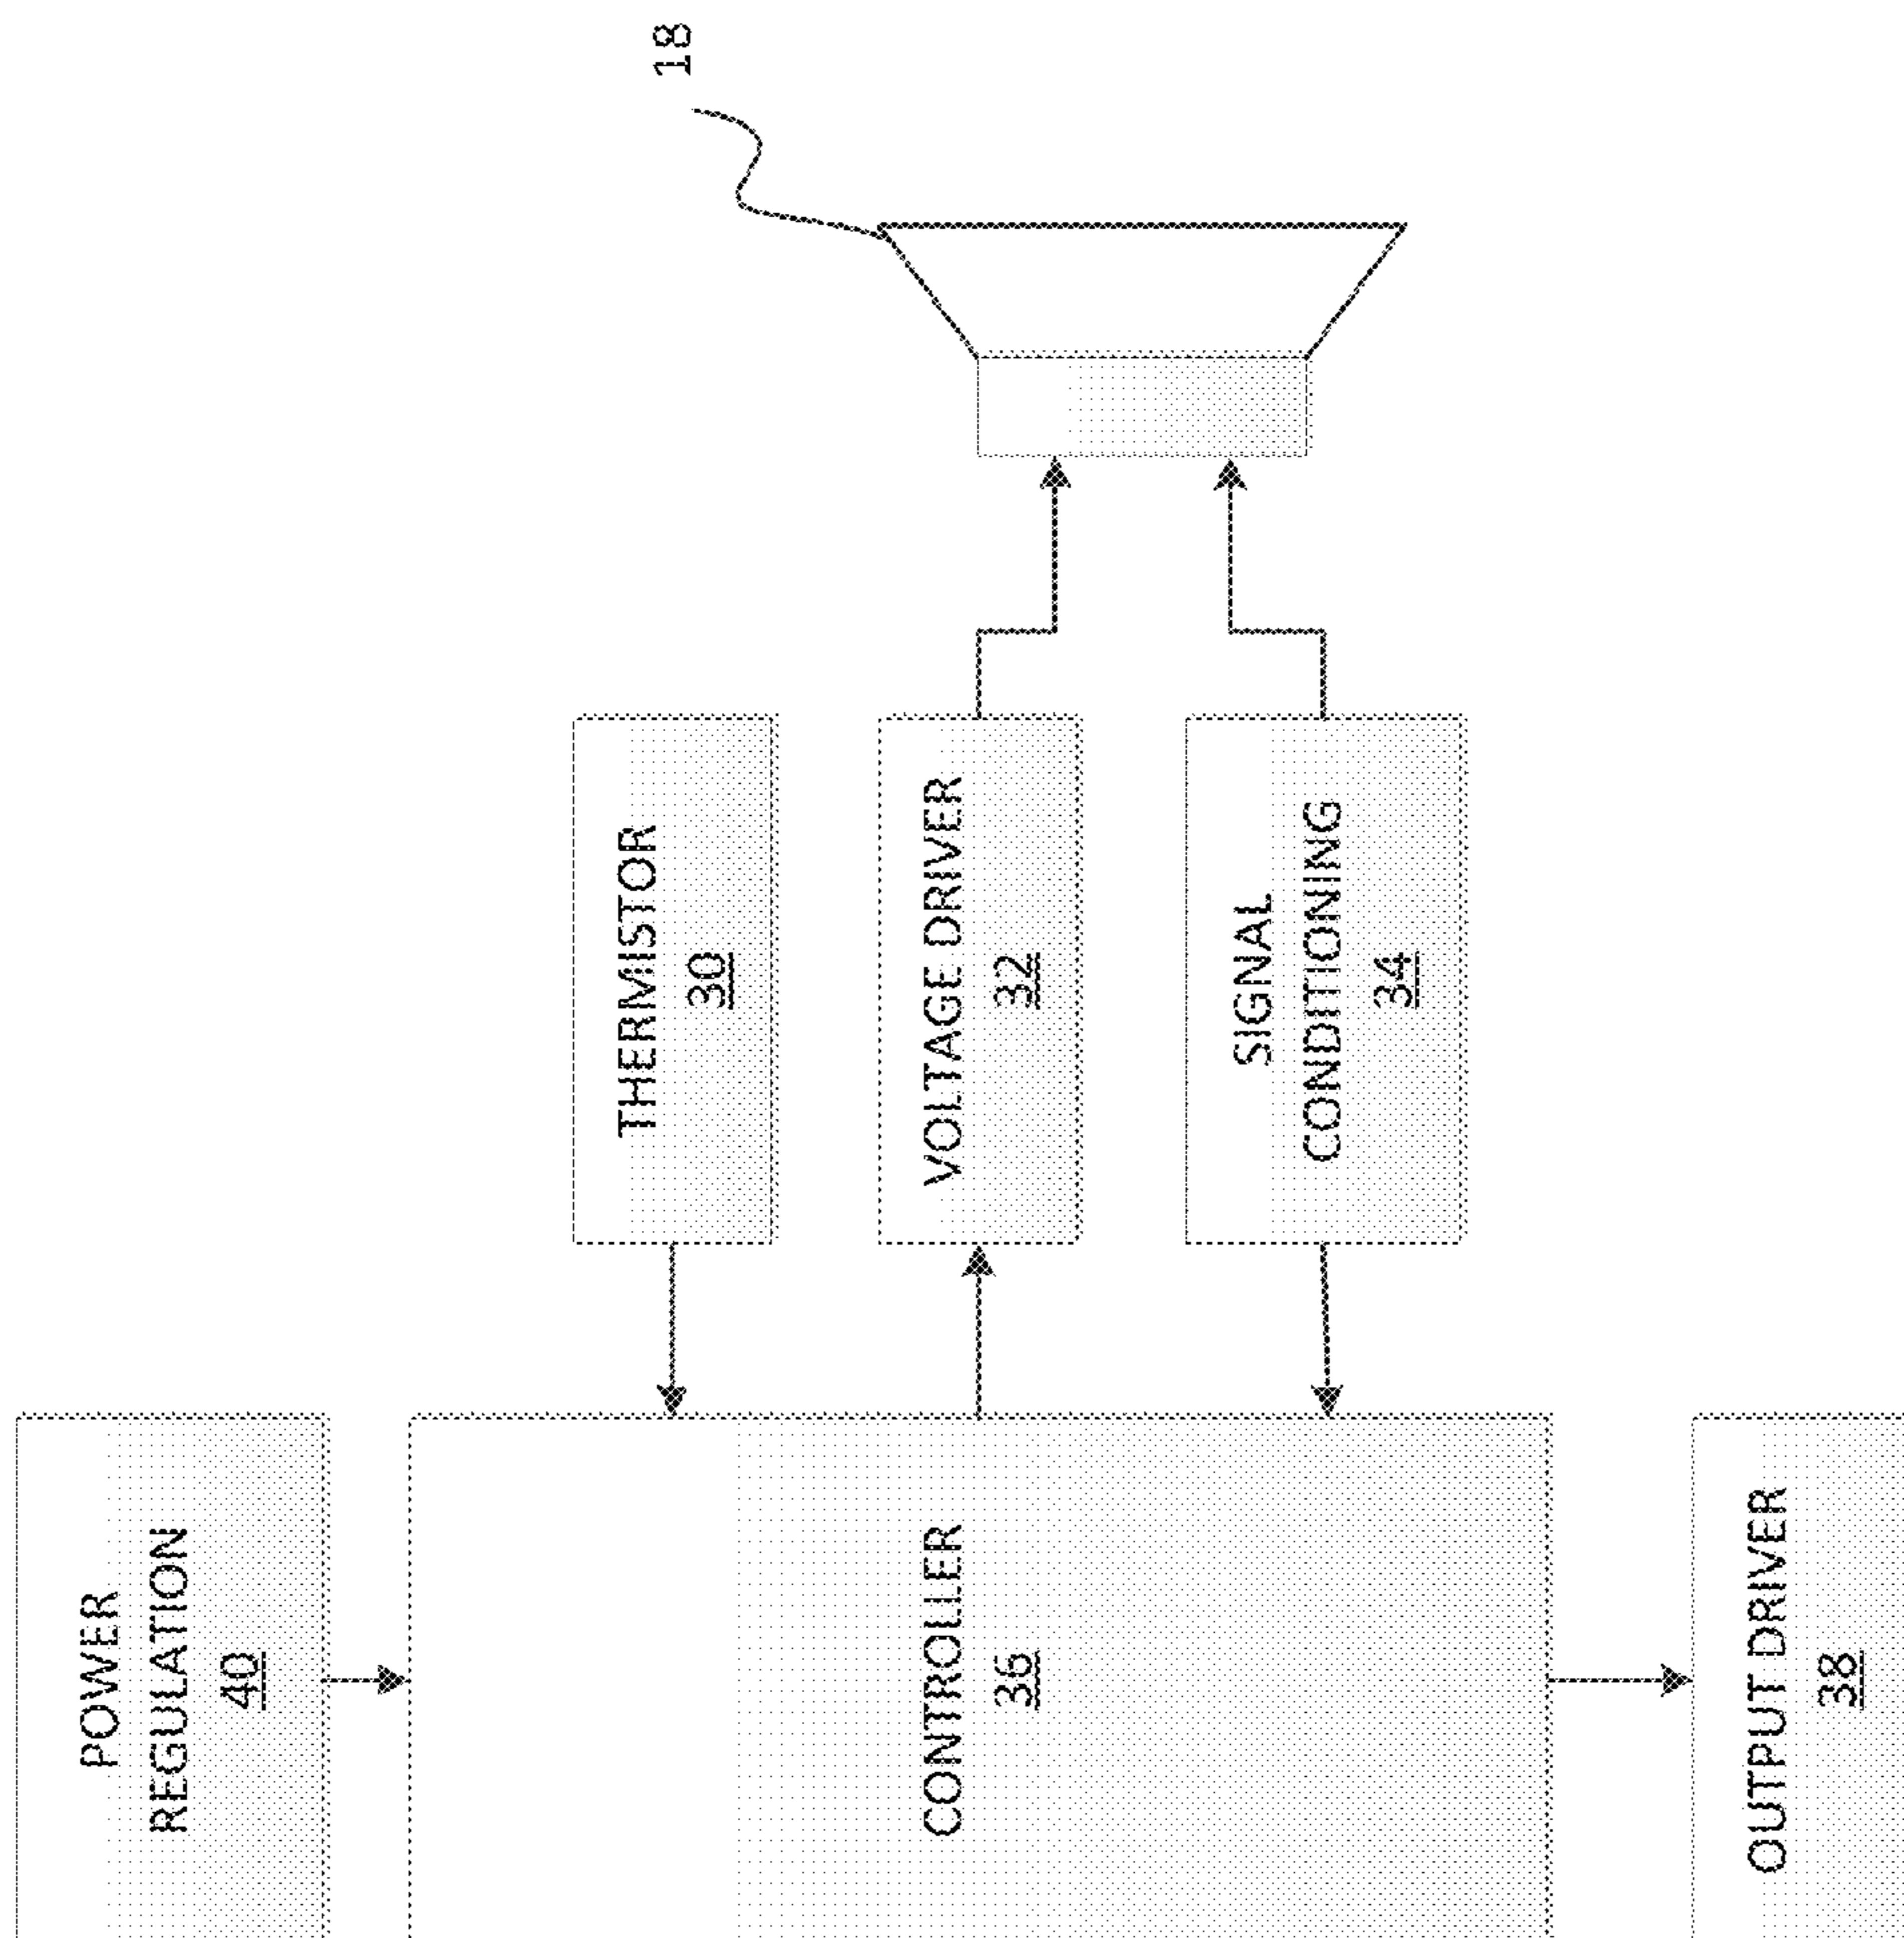 POWER
REGULATION
40
CONTROLLER
36
OUTPUT DRIVER
38
THERMISTOR
30
VOLTAGE DRIVER
32
SIGNAL
CONDITIONING
34
18